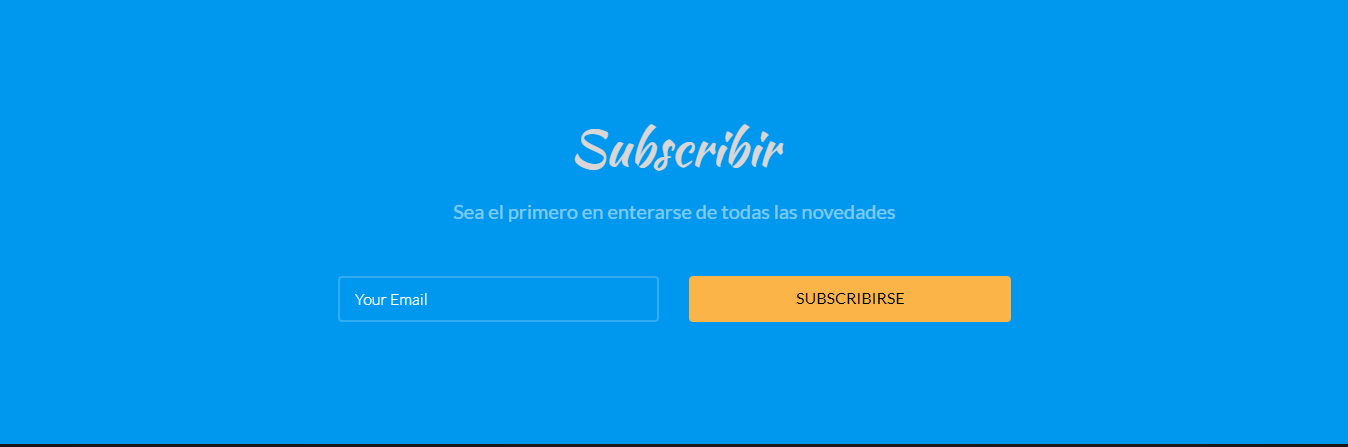 Subscribir
Sea el primero en enterarse de todas las novedades
Your Email
SUBSCRIBIRSE